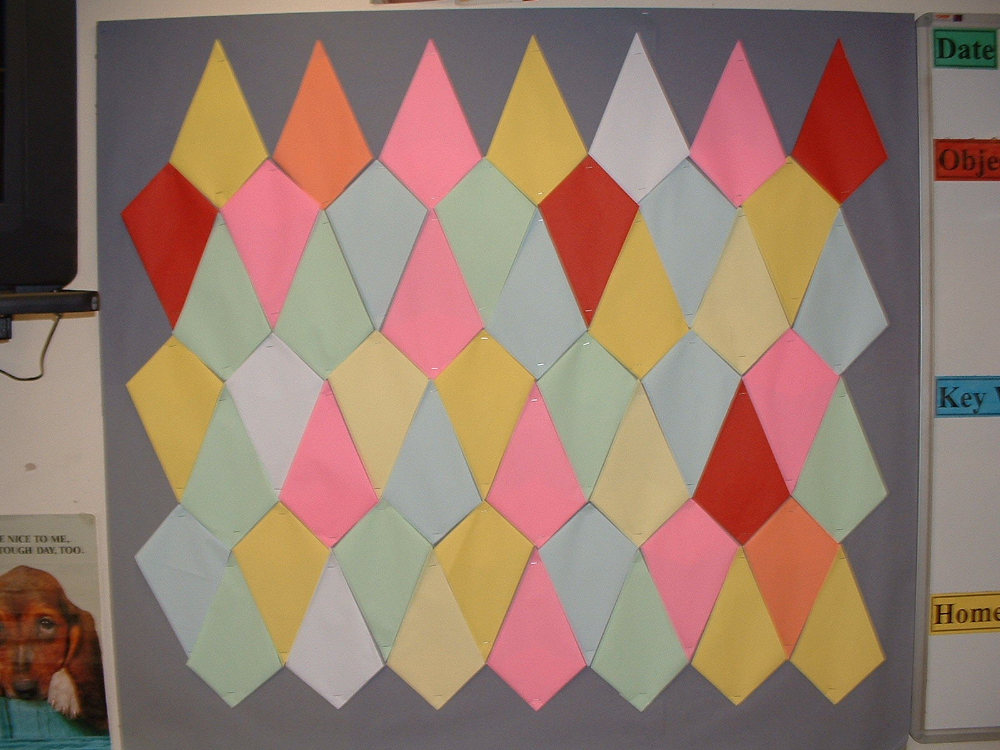 Date
Obje
Key
Home
E NICE TO ME,
TOUGH DAY, TOO.